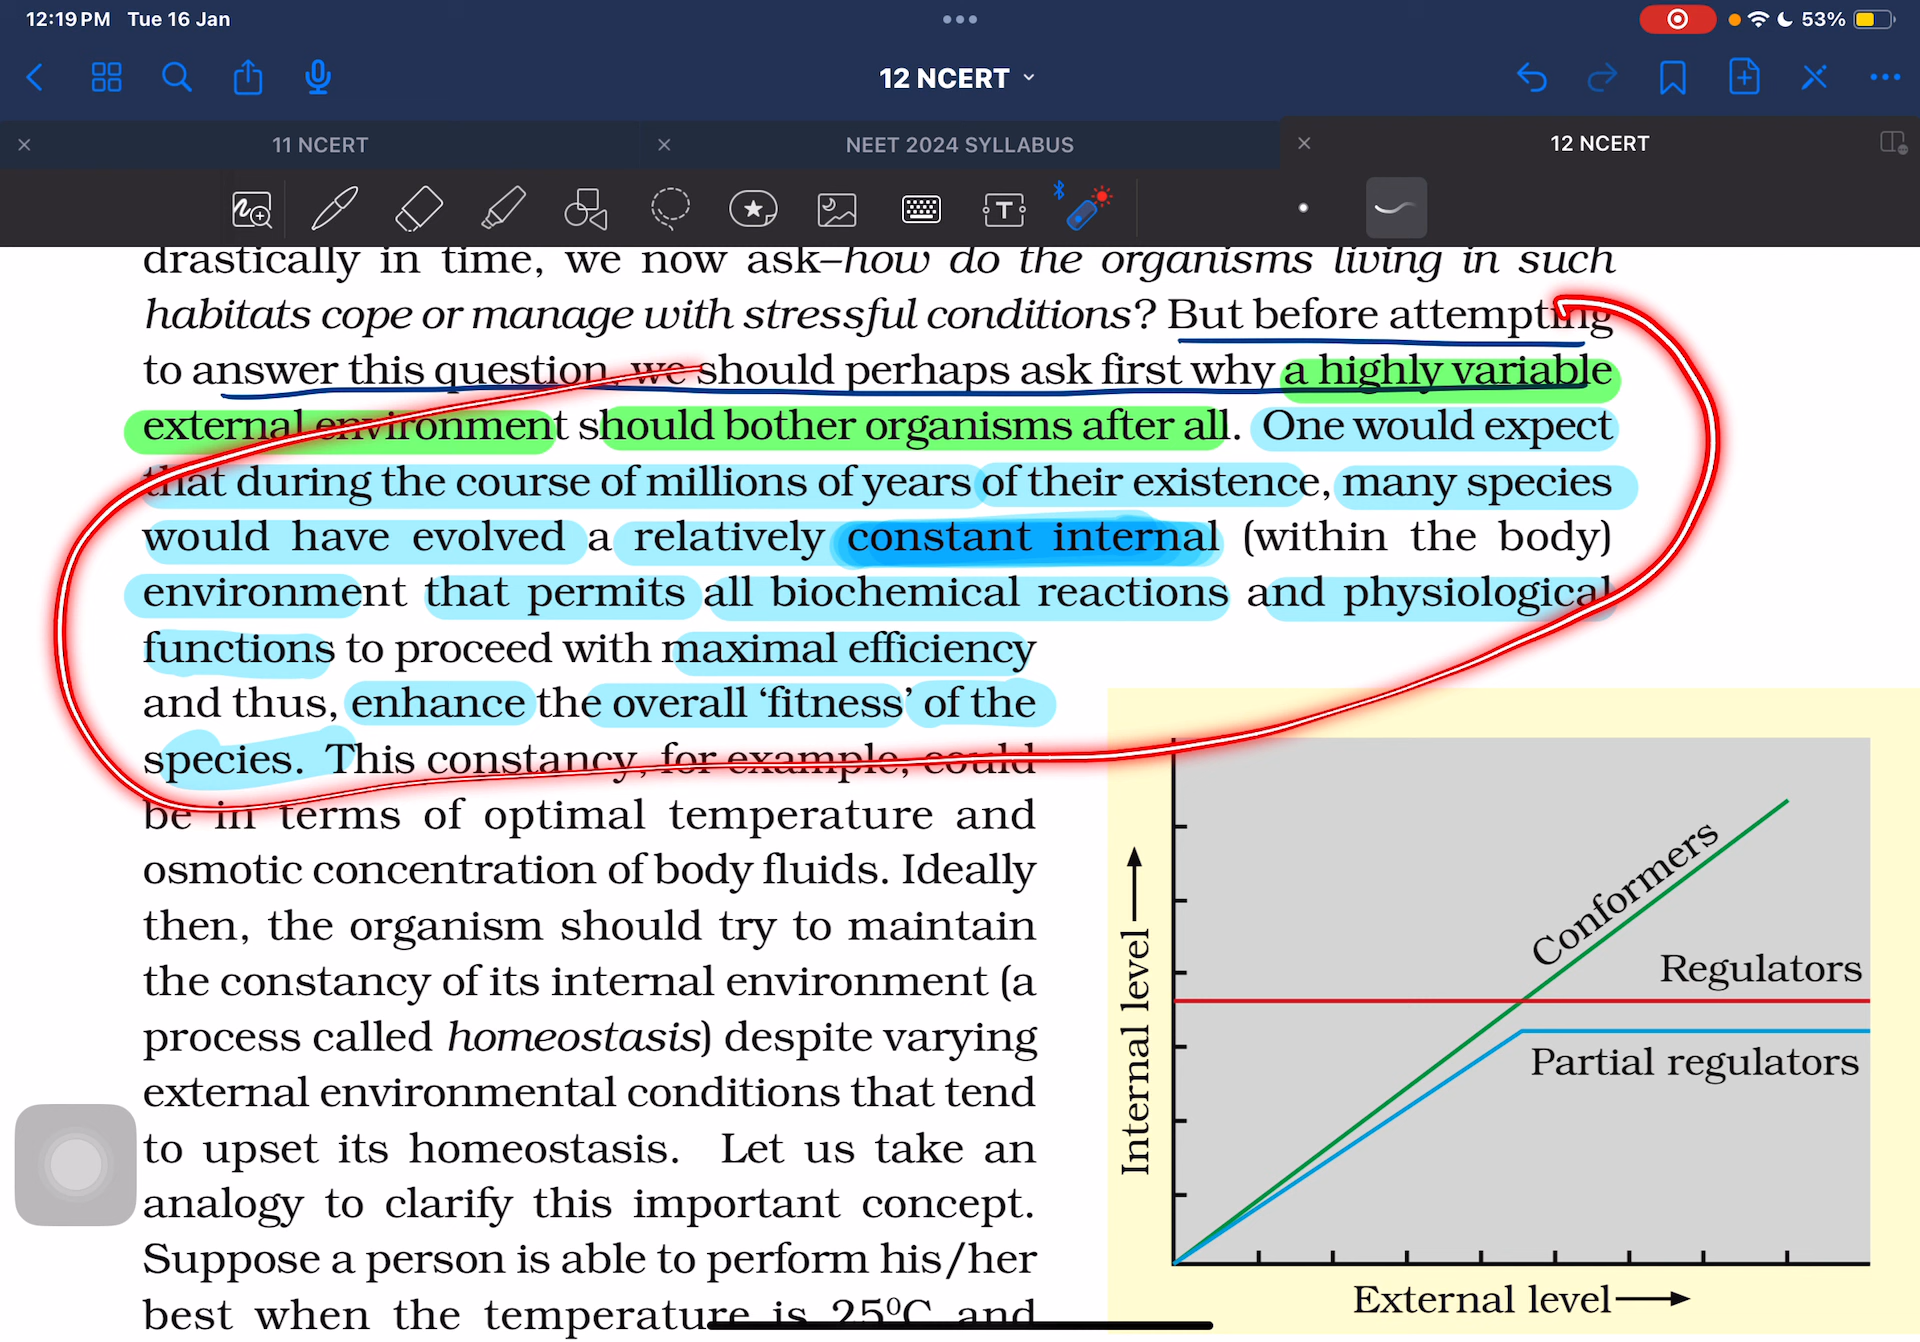 12:19 PM Tue 16 Jan
53%
12 NCERT
11 NCERT
NEET 2024 SYLLABUS
12 NCERT
T
drastically in time, we now ask–how do the organisms living in such
habitats cope or manage with stressful conditions? But before attempting
to answer this question, we should perhaps ask first why a highly variable
external environment should bother organisms after all. One would expect
that during the course of millions of years of their existence, many species
would have evolved a relatively constant internal (within the body)
environment that permits all biochemical reactions and physiological
functions to proceed with maximal efficiency
and thus, enhance the overall ‘fitness’ of the
species. This constancy, for example, could
be in terms of optimal temperature and
osmotic concentration of body fluids. Ideally
then, the organism should try to maintain
the constancy of its internal environment (a
process called homeostasis) despite varying
external environmental conditions that tend
to upset its homeostasis. Let us take an
analogy to clarify this important concept.
Suppose a person is able to perform his/her
best when the temperature is 25⁰C and
Conformers
Regulators
Partial regulators
Internal level
External level